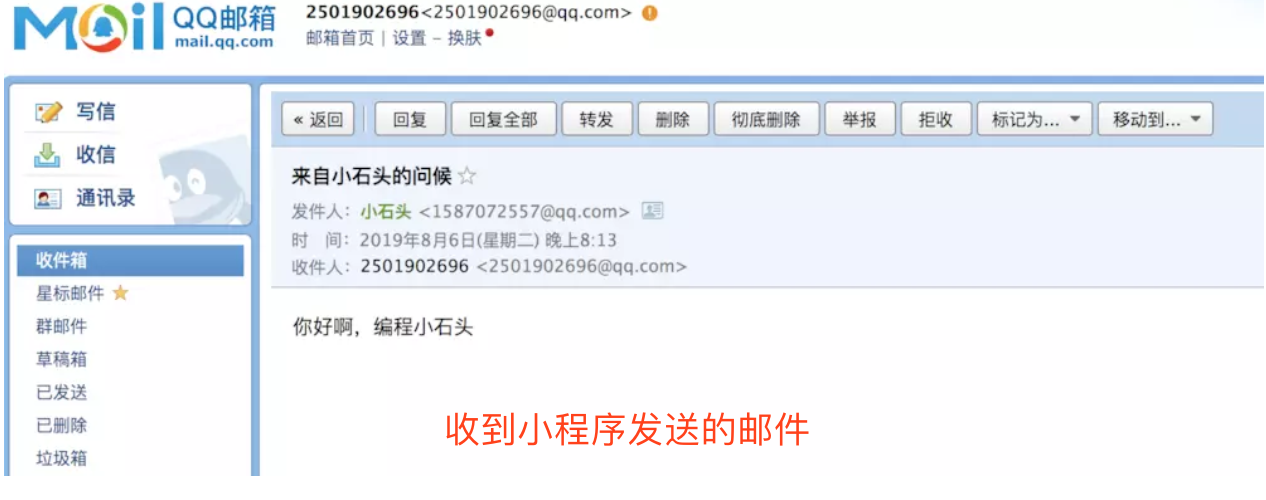 Mail QQ邮箱
mail.qq.com
2501902696<2501902696@qq.com>
邮箱首页 | 设置 - 换肤
写信
收信
通讯录
收件箱
星标邮件
群邮件
草稿箱
已发送
已删除
垃圾箱
« 返回 回复 回复全部 转发 删除 彻底删除 举报 拒收 标记为... 移动到...
来自小石头的问候
发件人：小石头 <1587072557@qq.com>
时 间：2019年8月6日(星期二) 晚上8:13
收件人：2501902696 <2501902696@qq.com>
你好啊，编程小石头
收到小程序发送的邮件